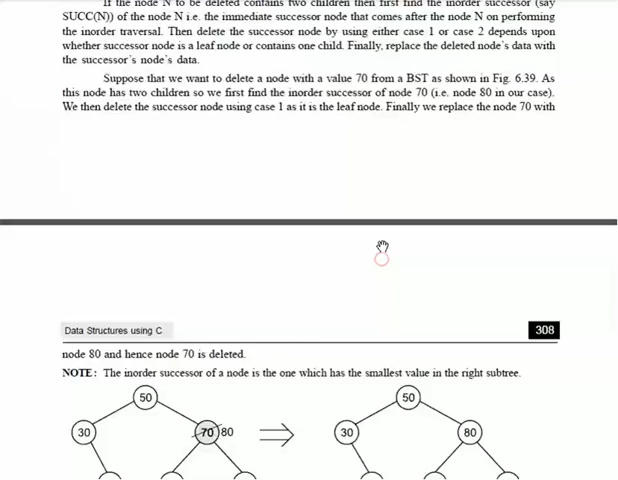 If the node N to be deleted contains two children then first find the inorder successor (say
SUCC(N)) of the node N i.e. the immediate successor node that comes after the node N on performing
the inorder traversal. Then delete the successor node by using either case 1 or case 2 depends upon
whether successor node is a leaf node or contains one child. Finally, replace the deleted node's data with
the successor's node's data.
Suppose that we want to delete a node with a value 70 from a BST as shown in Fig. 6.39. As
this node has two children so we first find the inorder successor of node 70 (i.e. node 80 in our case).
We then delete the successor node using case 1 as it is the leaf node. Finally we replace the node 70 with
Data Structures using C 308
node 80 and hence node 70 is deleted.
NOTE: The inorder successor of a node is the one which has the smallest value in the right subtree.
50 50
30 70 80 30 80